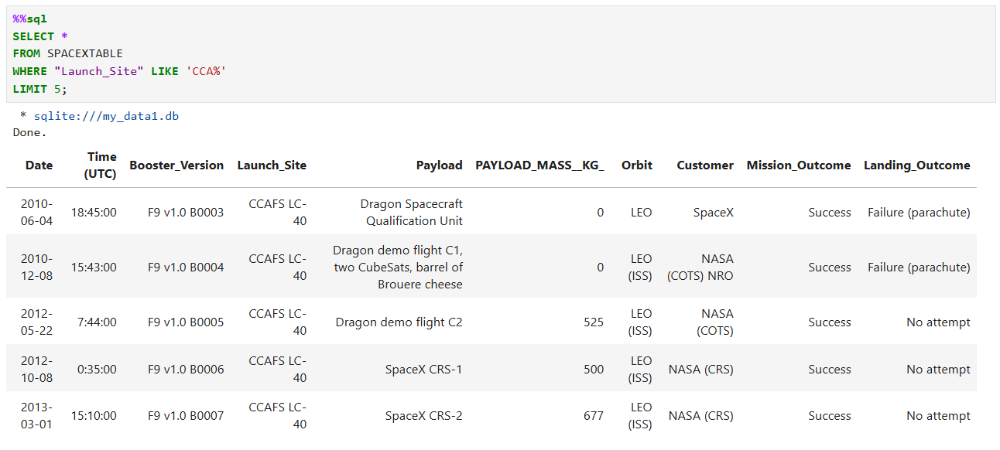 %%sql
SELECT *
FROM SPACEXTABLE
WHERE "Launch_Site" LIKE 'CCA%'
LIMIT 5;
* sqlite:///my_data1.db
Done.
Date Time (UTC) Booster_Version Launch_Site Payload PAYLOAD_MASS__KG_ Orbit Customer Mission_Outcome Landing_Outcome
2010-06-04 18:45:00 F9 v1.0 B0003 CCAFS LC-40 Dragon Spacecraft Qualification Unit 0 LEO SpaceX Success Failure (parachute)
2010-12-08 15:43:00 F9 v1.0 B0004 CCAFS LC-40 Dragon demo flight C1, two CubeSats, barrel of Brouere cheese 0 LEO (ISS) NASA (COTS) NRO Success Failure (parachute)
2012-05-22 7:44:00 F9 v1.0 B0005 CCAFS LC-40 Dragon demo flight C2 525 LEO (ISS) NASA (COTS) Success No attempt
2012-10-08 0:35:00 F9 v1.0 B0006 CCAFS LC-40 SpaceX CRS-1 500 LEO (ISS) NASA (CRS) Success No attempt
2013-03-01 15:10:00 F9 v1.0 B0007 CCAFS LC-40 SpaceX CRS-2 677 LEO (ISS) NASA (CRS) Success No attempt